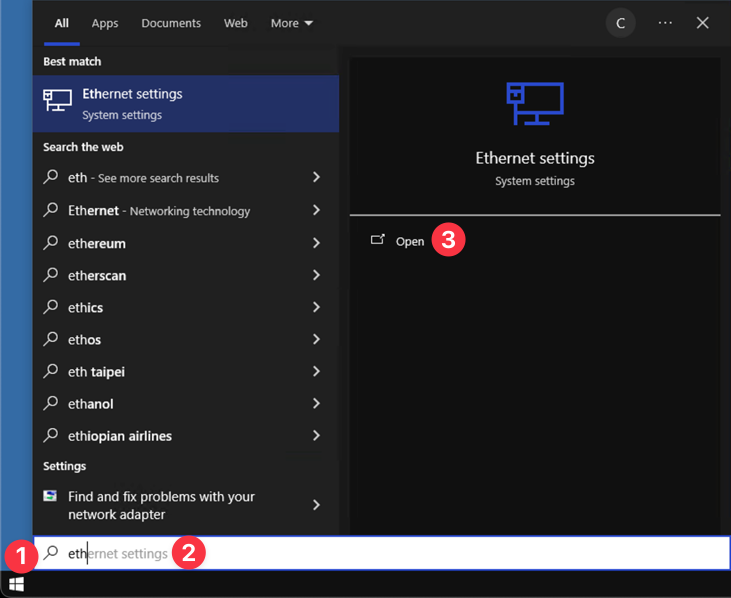 All Apps Documents Web More C ...
Best match
Ethernet settings
System settings
Search the web
eth - See more search results
Ethernet - Networking technology
ethereum
etherscan
ethics
ethos
eth taipei
ethanol
ethiopian airlines
Settings
Find and fix problems with your
network adapter
Ethernet settings
System settings
Open 3
1 ethernet settings 2